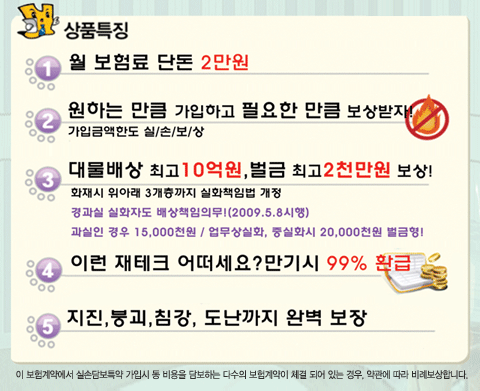 상품특징
1 월 보험료 단돈 2만원
2 원하는 만큼 가입하고 필요한 만큼 보상받자!
가입금액한도 실/손/보/상
3 대물배상 최고10억원,벌금 최고2천만원 보상!
화재시 위아래 3개층까지 실화책임법 개정
경과실 실화자도 배상책임의무!(2009.5.8시행)
과실인 경우 15,000천원 / 업무상실화, 중실화시 20,000천원 벌금형!
4 이런 재테크 어떠세요?만기시 99% 환급
5 지진,붕괴,침강, 도난까지 완벽 보장
이 보험계약에서 실손담보특약 가입시 동 비용을 담보하는 다수의 보험계약이 체결 되어 있는 경우, 약관에 따라 비례보상합니다.